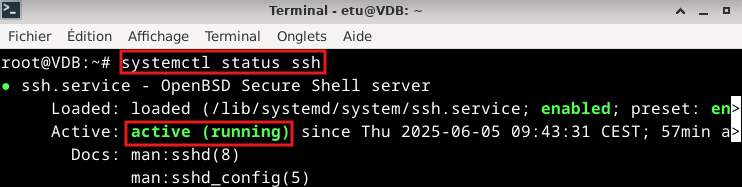 Terminal - etu@VDB: ~
Fichier Édition Affichage Terminal Onglets Aide
root@VDB:~# systemctl status ssh
● ssh.service - OpenBSD Secure Shell server
Loaded: loaded (/lib/systemd/system/ssh.service; enabled; preset: en>
Active: active (running) since Thu 2025-06-05 09:43:31 CEST; 57min a>
Docs: man:sshd(8)
man:sshd_config(5)